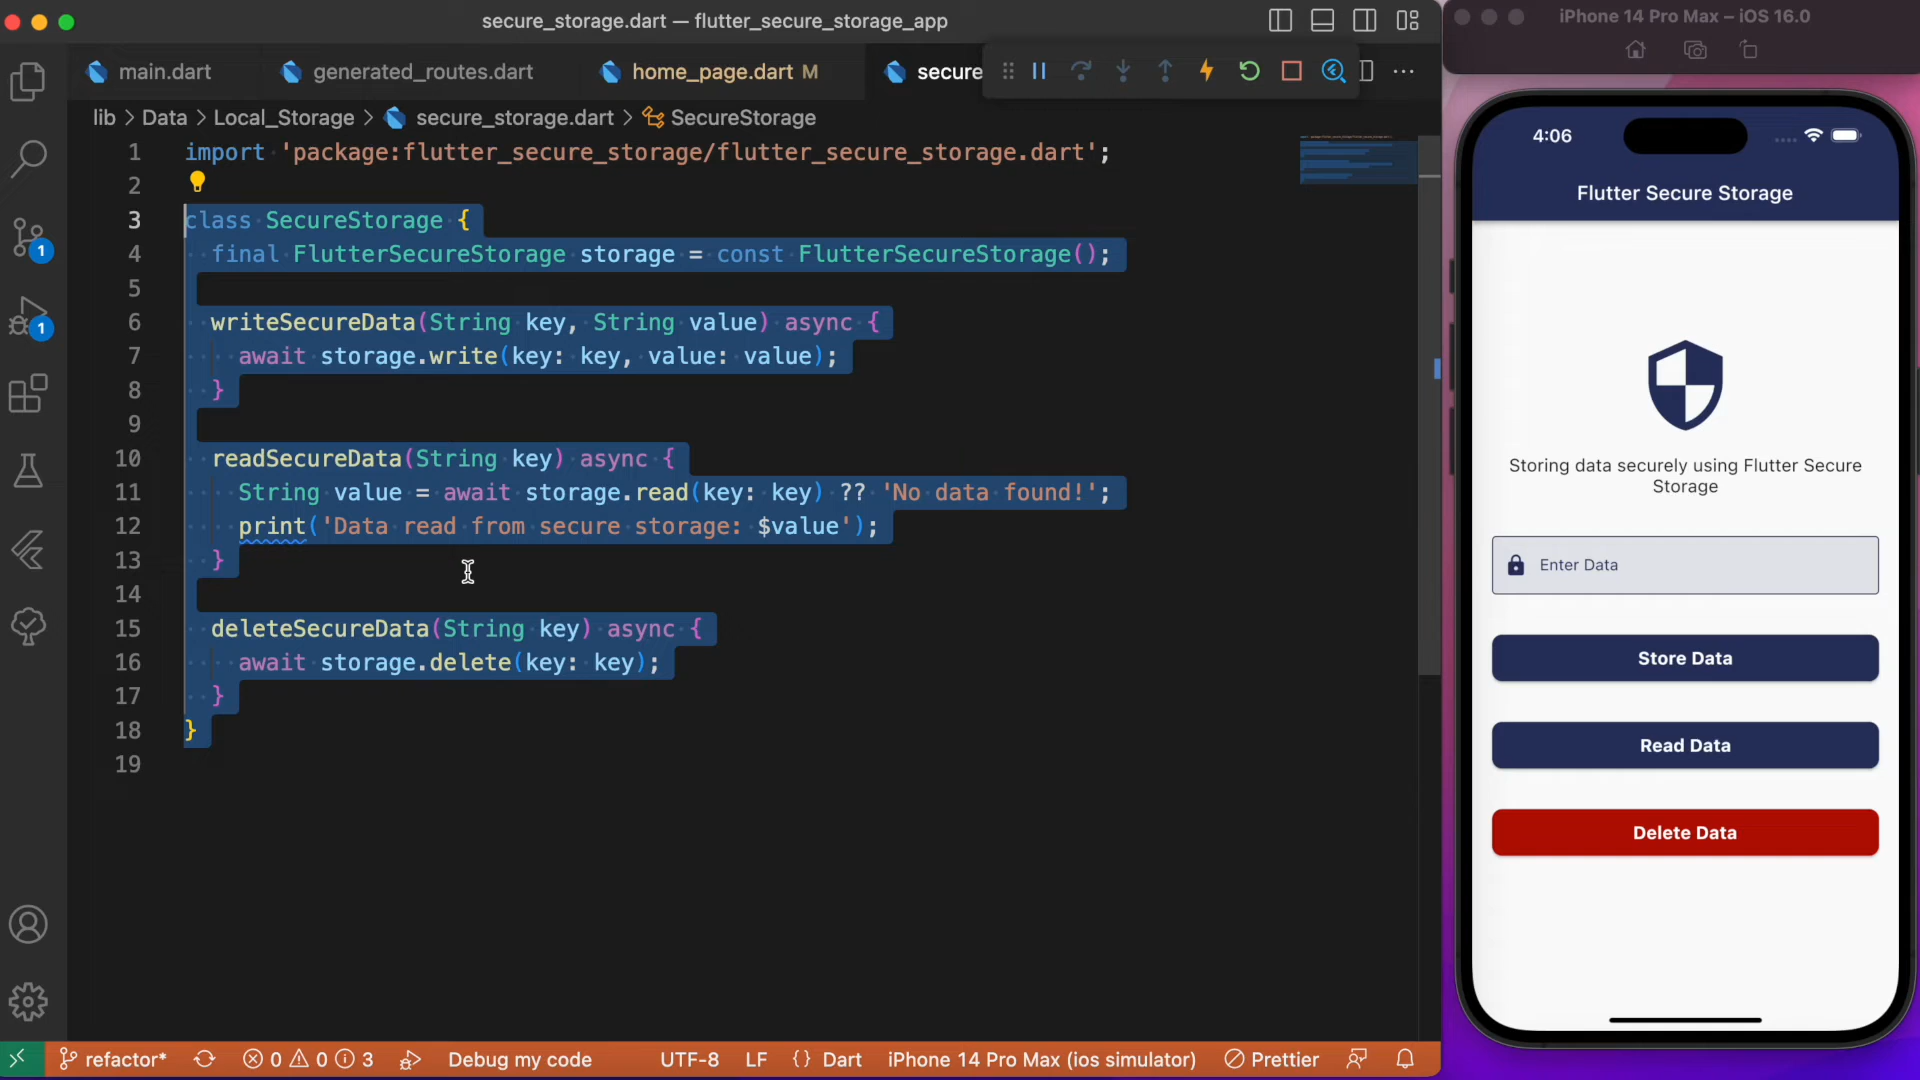 secure_storage.dart — flutter_secure_storage_app
main.dart
generated_routes.dart
home_page.dart M
secure
lib > Data > Local_Storage > secure_storage.dart > SecureStorage
1 import 'package:flutter_secure_storage/flutter_secure_storage.dart';
2
3 class SecureStorage {
4 final FlutterSecureStorage storage = const FlutterSecureStorage();
5
6 writeSecureData(String key, String value) async {
7 await storage.write(key: key, value: value);
8 }
9
10 readSecureData(String key) async {
11 String value = await storage.read(key: key) ?? 'No data found!';
12 print('Data read from secure storage: $value');
13 }
14
15 deleteSecureData(String key) async {
16 await storage.delete(key: key);
17 }
18 }
19
1
1
refactor*
0 0 3
Debug my code
UTF-8
LF
{} Dart
iPhone 14 Pro Max (ios simulator)
Prettier
iPhone 14 Pro Max – iOS 16.0
4:06
Flutter Secure Storage
Storing data securely using Flutter Secure
Storage
Enter Data
Store Data
Read Data
Delete Data